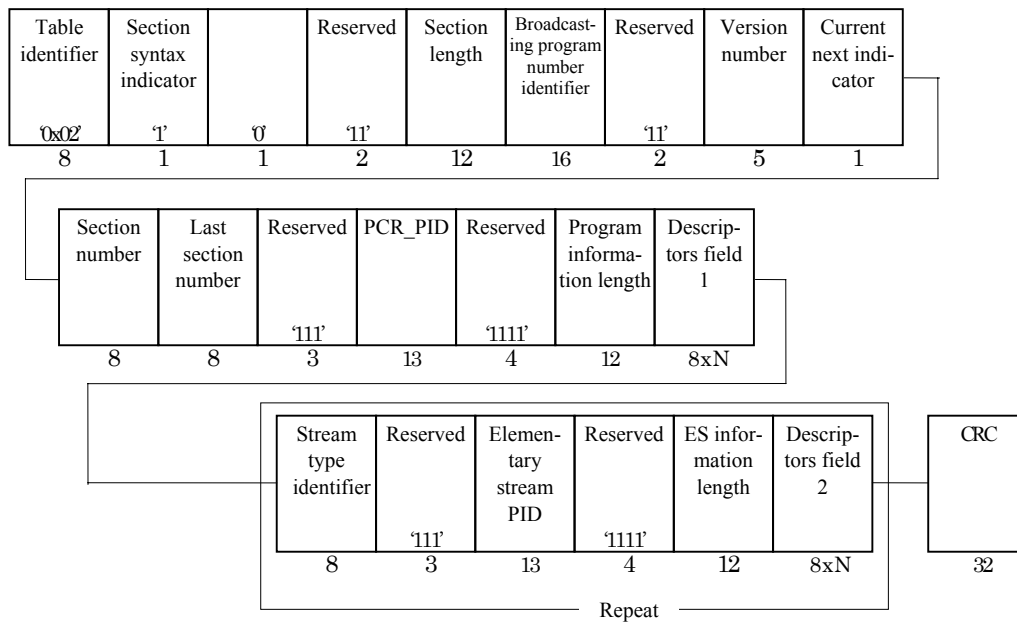 Table identifier
'0x02'
8
Section syntax indicator
'1'
1
'0'
1
Reserved
'11'
2
Section length
12
Broadcast-
ing program
number
identifier
16
Reserved
'11'
2
Version
number
5
Current
next indi-
cator
1
Section
number
8
Last
section
number
8
Reserved
'111'
3
PCR_PID
13
Reserved
'1111'
4
Program
informa-
tion length
12
Descrip-
tors field
1
8xN
Stream
type
identifier
8
Reserved
'111'
3
Elemen-
tary
stream
PID
13
Reserved
'1111'
4
ES infor-
mation
length
12
Descrip-
tors field
2
8xN
CRC
32
Repeat